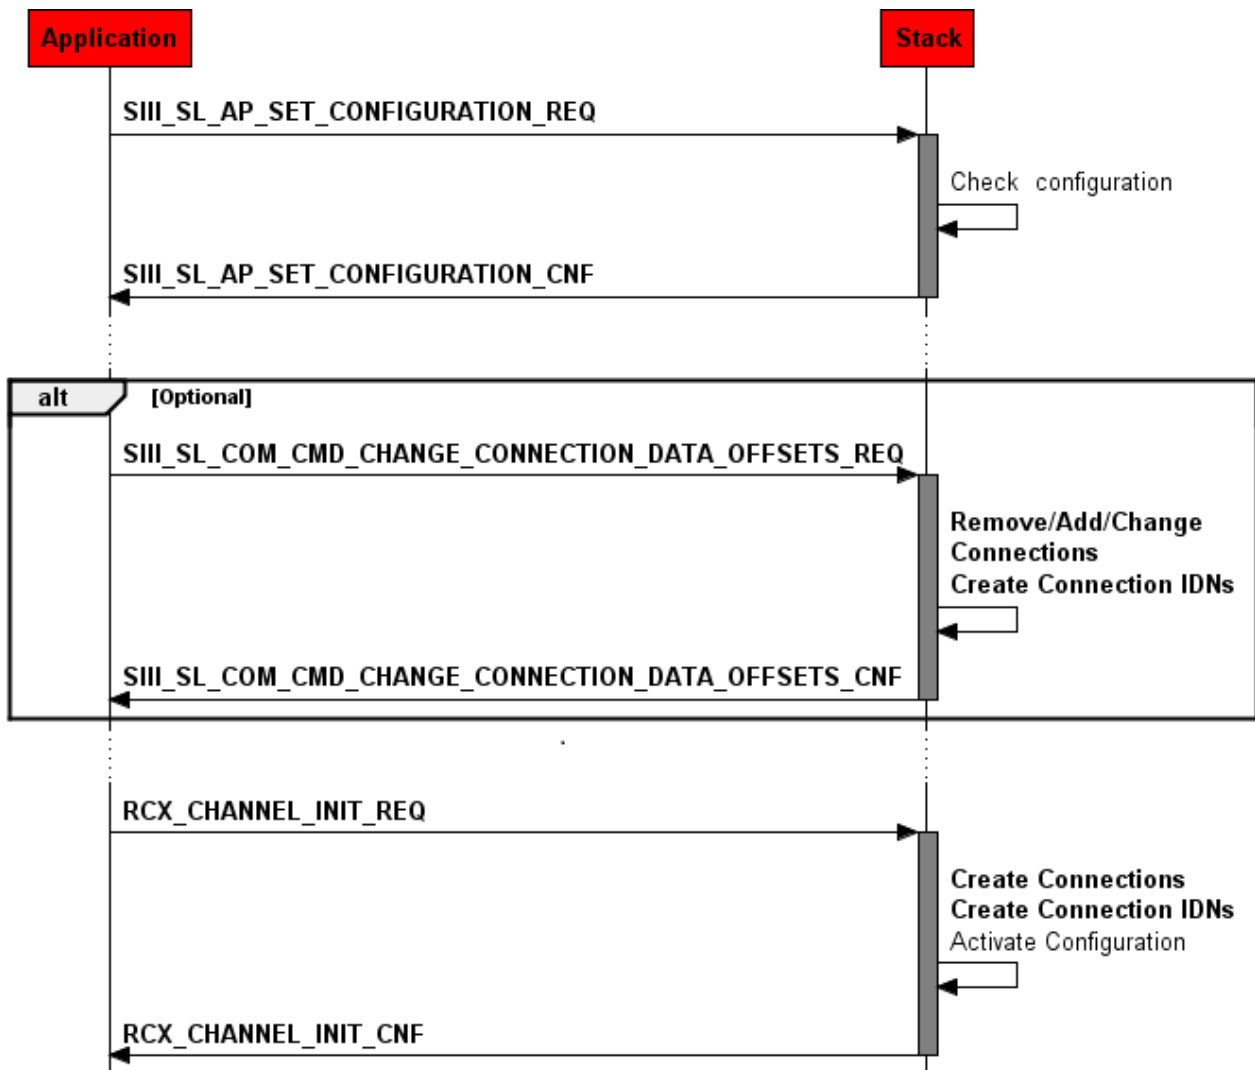 Application
Stack
SIII_SL_AP_SET_CONFIGURATION_REQ
Check configuration
SIII_SL_AP_SET_CONFIGURATION_CNF
alt
[Optional]
SIII_SL_COM_CMD_CHANGE_CONNECTION_DATA_OFFSETS_REQ
Remove/Add/Change
Connections
Create Connection IDNs
SIII_SL_COM_CMD_CHANGE_CONNECTION_DATA_OFFSETS_CNF
RCX_CHANNEL_INIT_REQ
Create Connections
Create Connection IDNs
Activate Configuration
RCX_CHANNEL_INIT_CNF